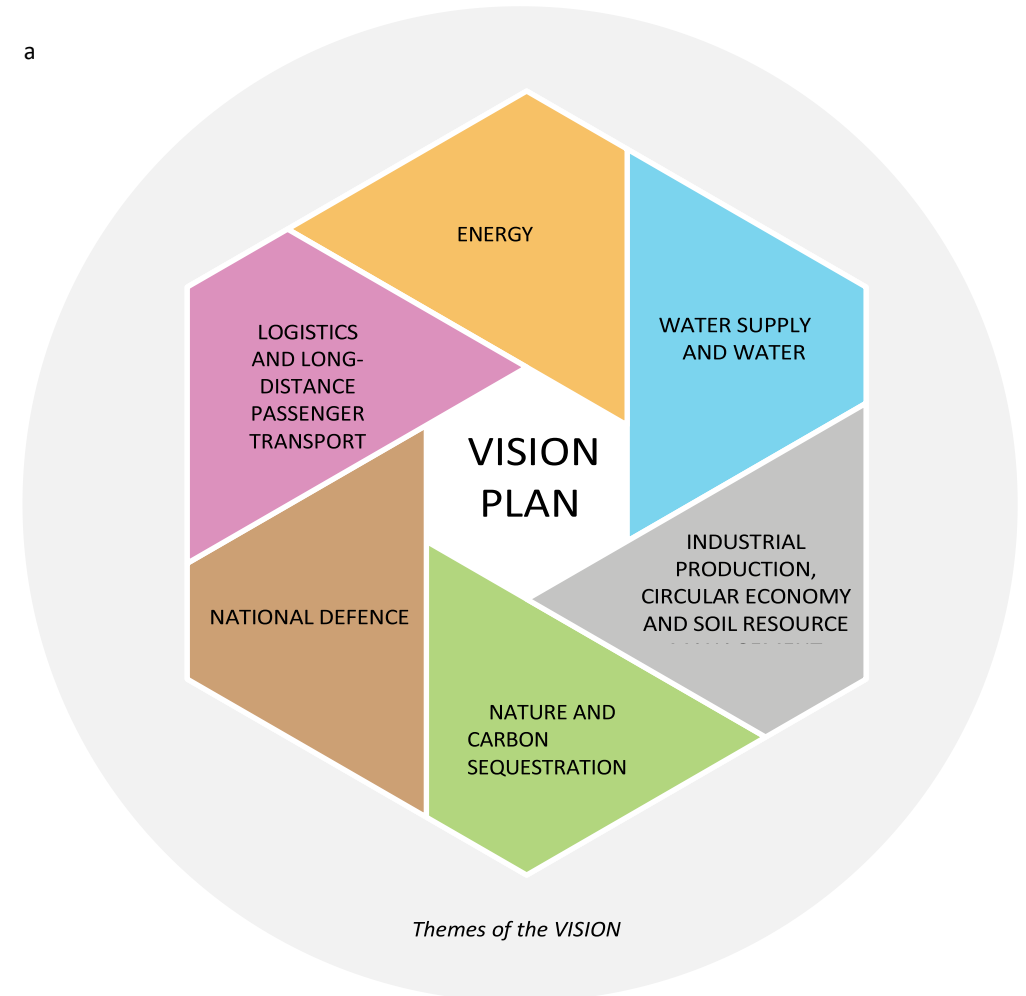 a
ENERGY
WATER SUPPLY
AND WATER
LOGISTICS
AND LONG-
DISTANCE
PASSENGER
TRANSPORT
VISION
PLAN
INDUSTRIAL
PRODUCTION,
CIRCULAR ECONOMY
AND SOIL RESOURCE
NATIONAL DEFENCE
NATURE AND
CARBON
SEQUESTRATION
Themes of the VISION